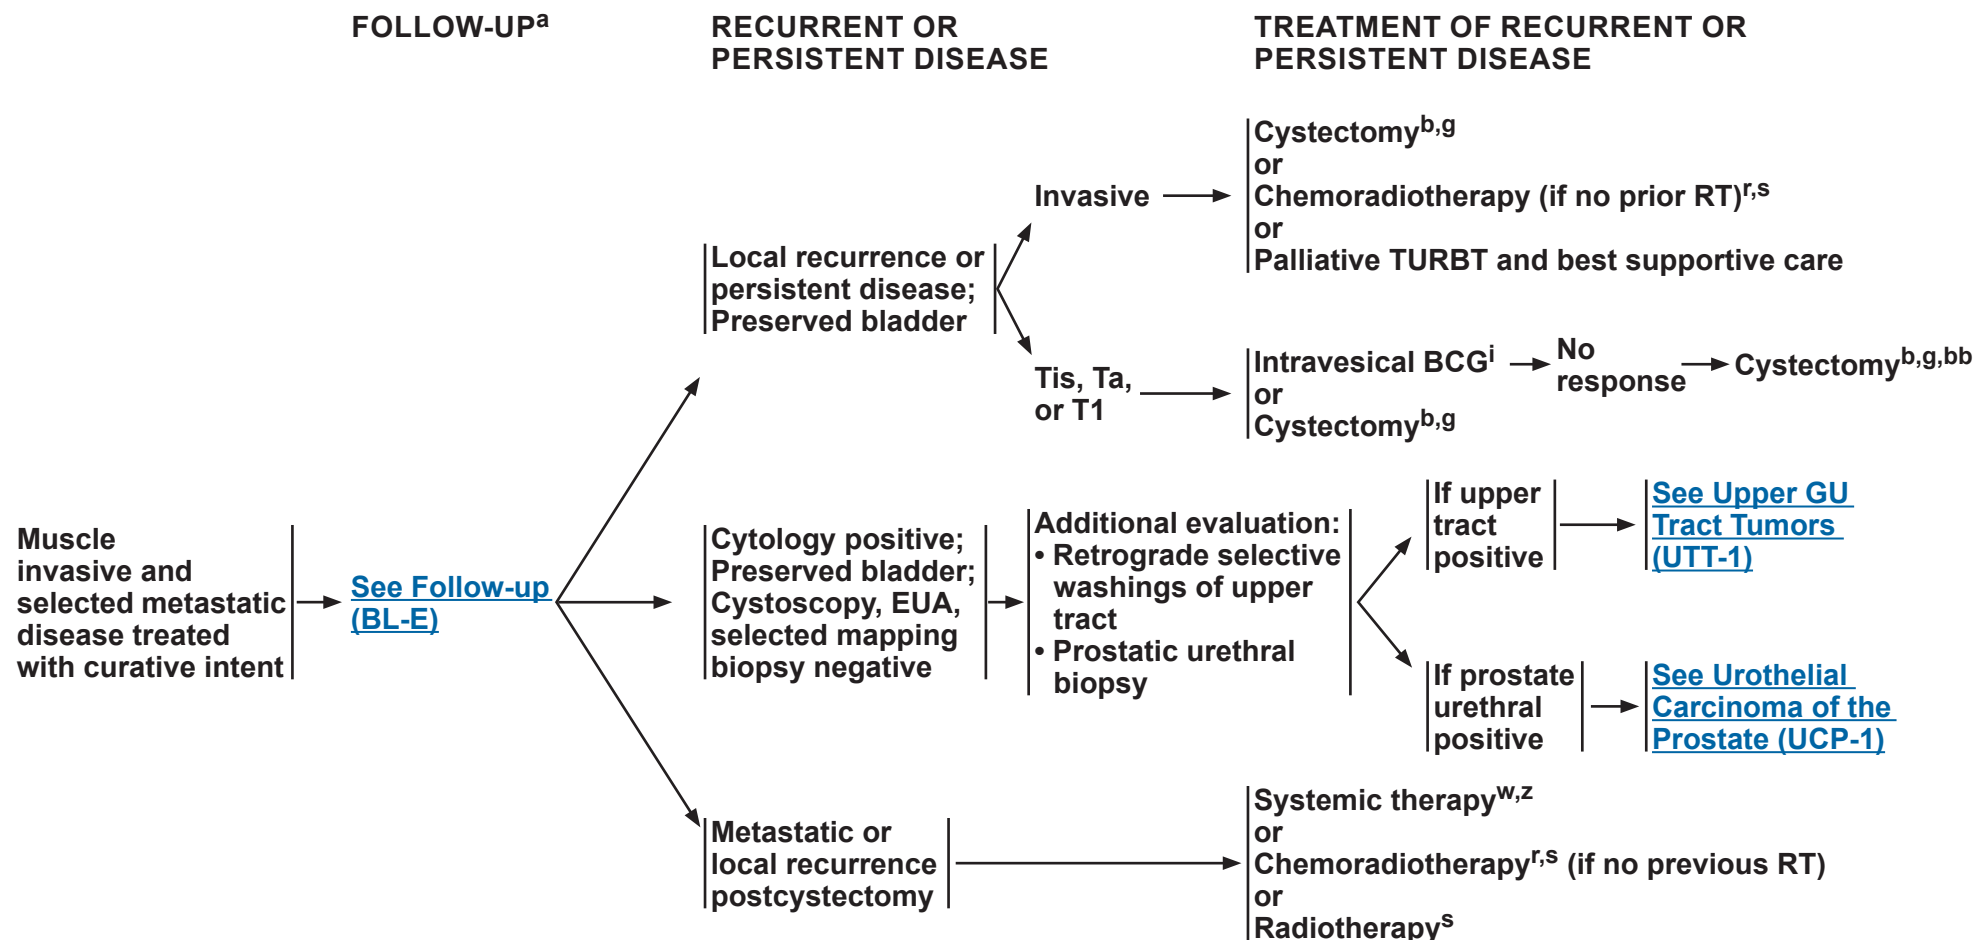 FOLLOW-UPa
RECURRENT OR
PERSISTENT DISEASE
TREATMENT OF RECURRENT OR
PERSISTENT DISEASE
Muscle
invasive and
selected metastatic
disease treated
with curative intent
See Follow-up
(BL-E)
Local recurrence or
persistent disease;
Preserved bladder
Invasive
Cystectomyb,g
or
Chemoradiotherapy (if no prior RT)r,s
or
Palliative TURBT and best supportive care
Tis, Ta,
or T1
Intravesical BCGi
or
Cystectomyb,g
No
response
Cystectomyb,g,bb
Cytology positive;
Preserved bladder;
Cystoscopy, EUA,
selected mapping
biopsy negative
Additional evaluation:
• Retrograde selective
washings of upper
tract
• Prostatic urethral
biopsy
If upper
tract
positive
See Upper GU
Tract Tumors
(UTT-1)
If prostate
urethral
positive
See Urothelial
Carcinoma of the
Prostate (UCP-1)
Metastatic or
local recurrence
postcystectomy
Systemic therapyw,z
or
Chemoradiotherapyr,s (if no previous RT)
or
Radiotherapys